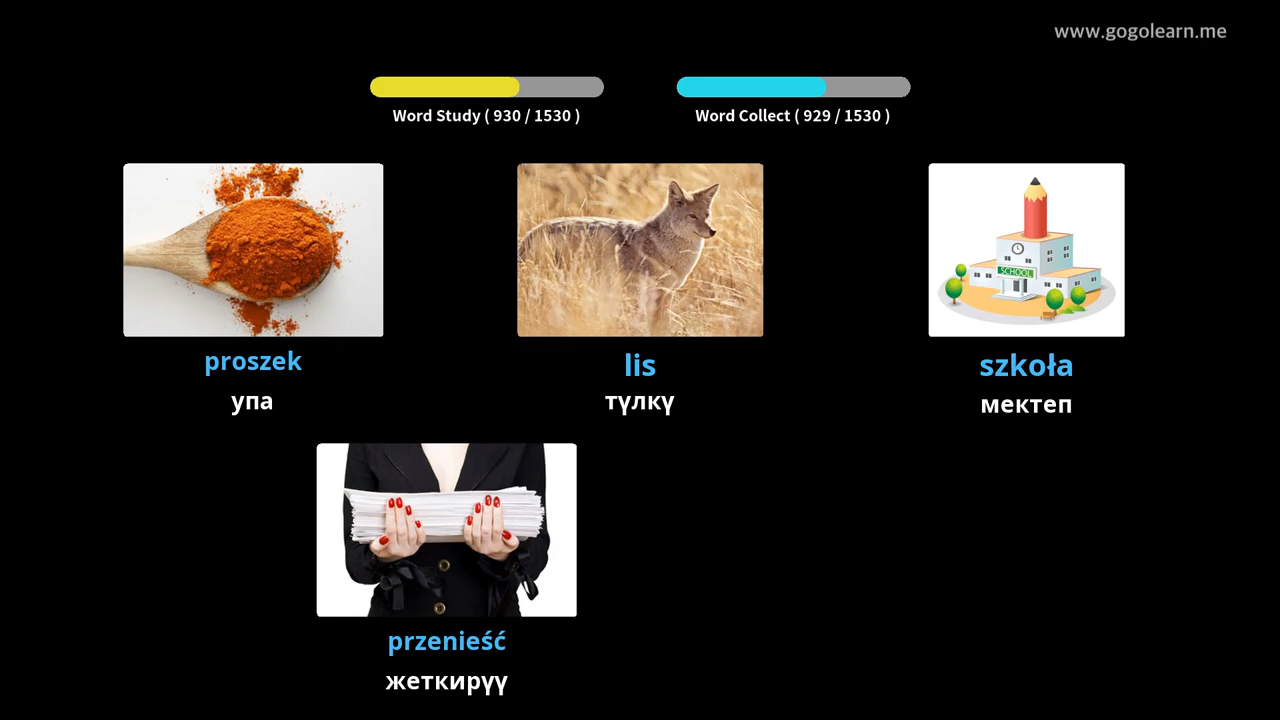 www.gogolearn.me
Word Study ( 930 / 1530 )
Word Collect ( 929 / 1530 )
SCHOOL
proszek
lis
szkoła
упа
түлкү
мектеп
przenieść
жеткирүү